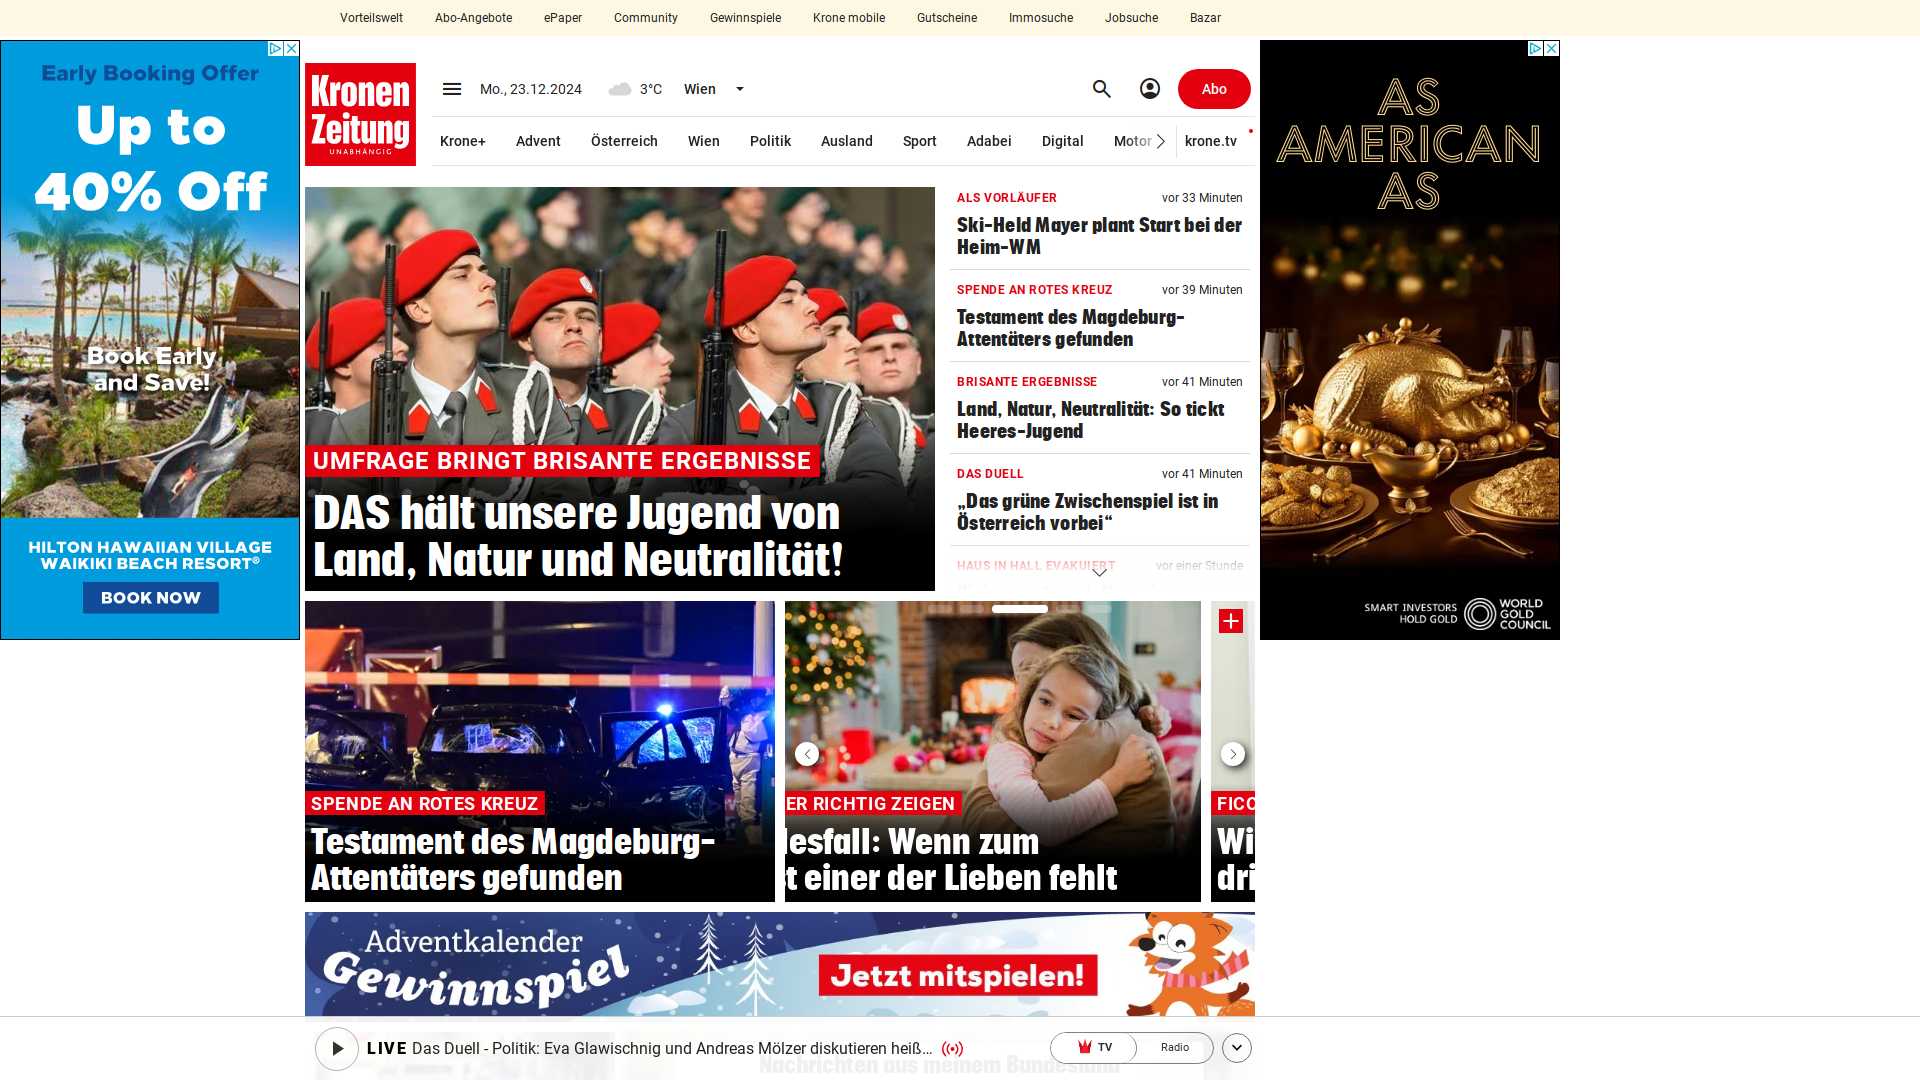 Vorteilswelt
Abo-Angebote
ePaper
Community
Gewinnspiele
Krone mobile
Gutscheine
Immosuche
Jobsuche
Bazar
Early Booking Offer
Up to
40% Off
Book Early
and Save!
HILTON HAWAIIAN VILLAGE
WAIKIKI BEACH RESORT®
BOOK NOW
Kronen
Zeitung
UNABHÄNGIG
Mo., 23.12.2024
3°C
Wien
Abo
Krone+
Advent
Österreich
Wien
Politik
Ausland
Sport
Adabei
Digital
Motor
krone.tv
UMFRAGE BRINGT BRISANTE ERGEBNISSE
DAS hält unsere Jugend von
Land, Natur und Neutralität!
ALS VORLÄUFER
vor 33 Minuten
Ski-Held Mayer plant Start bei der
Heim-WM
SPENDE AN ROTES KREUZ
vor 39 Minuten
Testament des Magdeburg-
Attentäters gefunden
BRISANTE ERGEBNISSE
vor 41 Minuten
Land, Natur, Neutralität: So tickt
Heeres-Jugend
DAS DUELL
vor 41 Minuten
„Das grüne Zwischenspiel ist in
Österreich vorbei“
HAUS IN HALL EVAKUIERT
vor einer Stunde
AS
AMERICAN
AS
SMART INVESTORS
HOLD GOLD
WORLD
GOLD
COUNCIL
SPENDE AN ROTES KREUZ
Testament des Magdeburg-
Attentäters gefunden
ER RICHTIG ZEIGEN
esfall: Wenn zum
t einer der Lieben fehlt
FICO
Wi
dri
Adventkalender
Gewinnspiel
Jetzt mitspielen!
LIVE Das Duell - Politik: Eva Glawischnig und Andreas Mölzer diskutieren heiß...
TV
Radio
Nachrichten aus meinem Bundesland